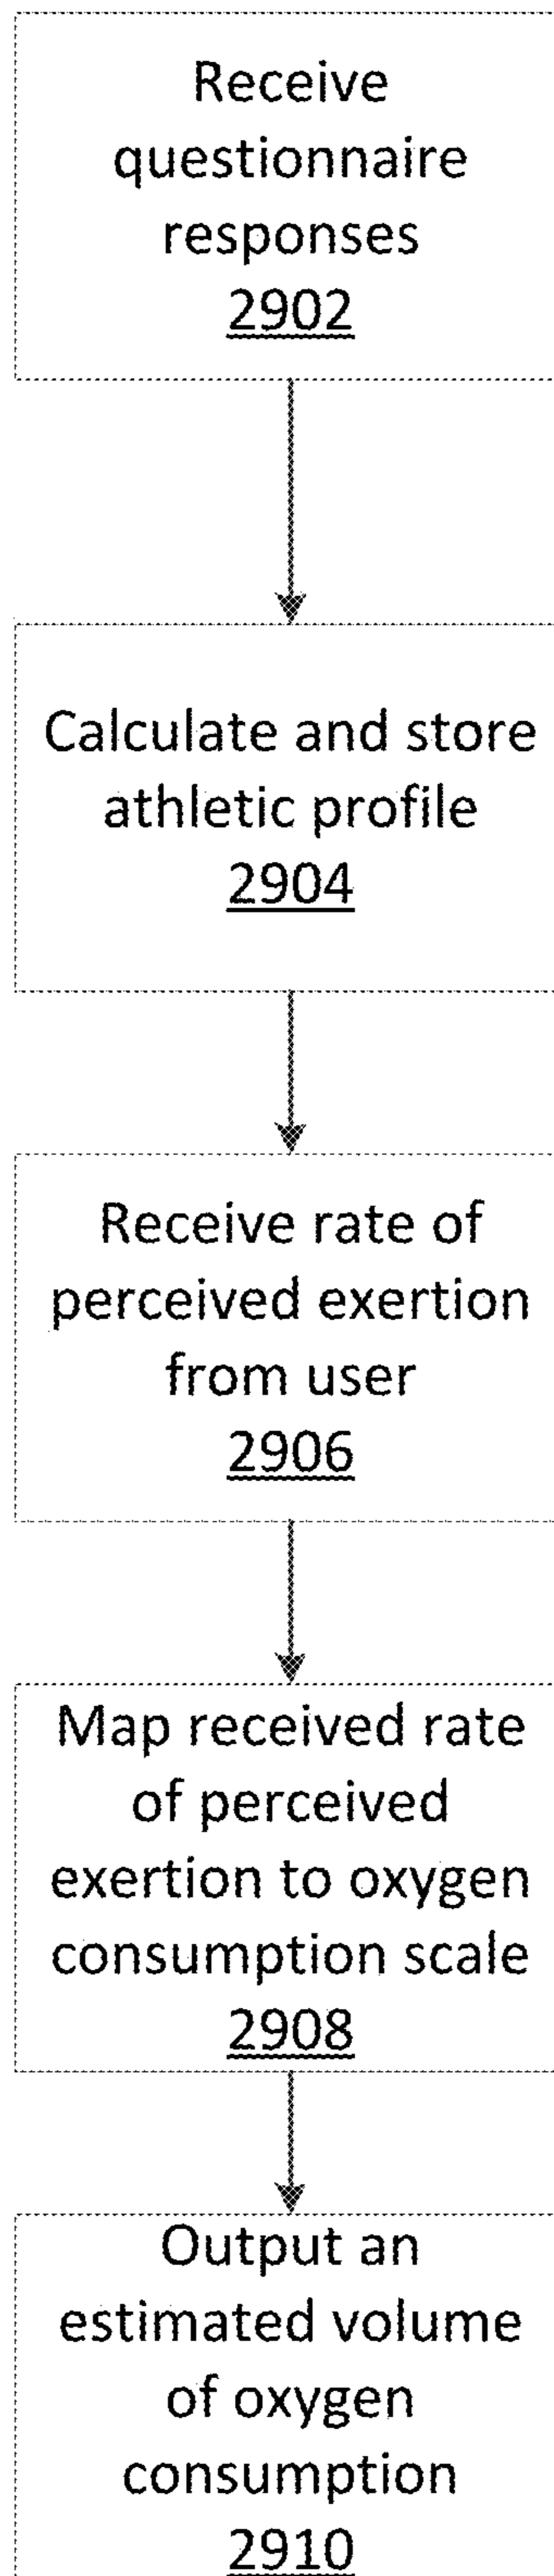 Receive
questionnaire
responses
2902
Calculate and store
athletic profile
2904
Receive rate of
perceived exertion
from user
2906
Map received rate
of perceived
exertion to oxygen
consumption scale
2908
Output an
estimated volume
of oxygen
consumption
2910